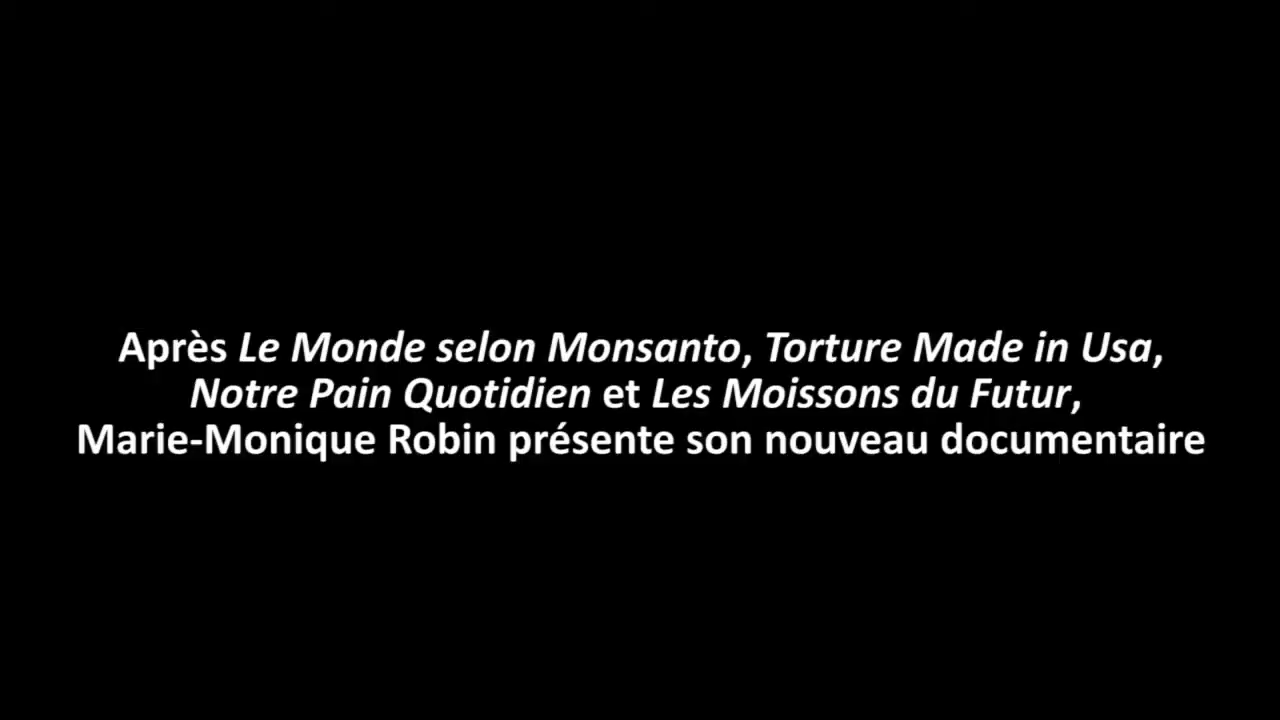 Après Le Monde selon Monsanto, Torture Made in Usa,
Notre Pain Quotidien et Les Moissons du Futur,
Marie-Monique Robin présente son nouveau documentaire